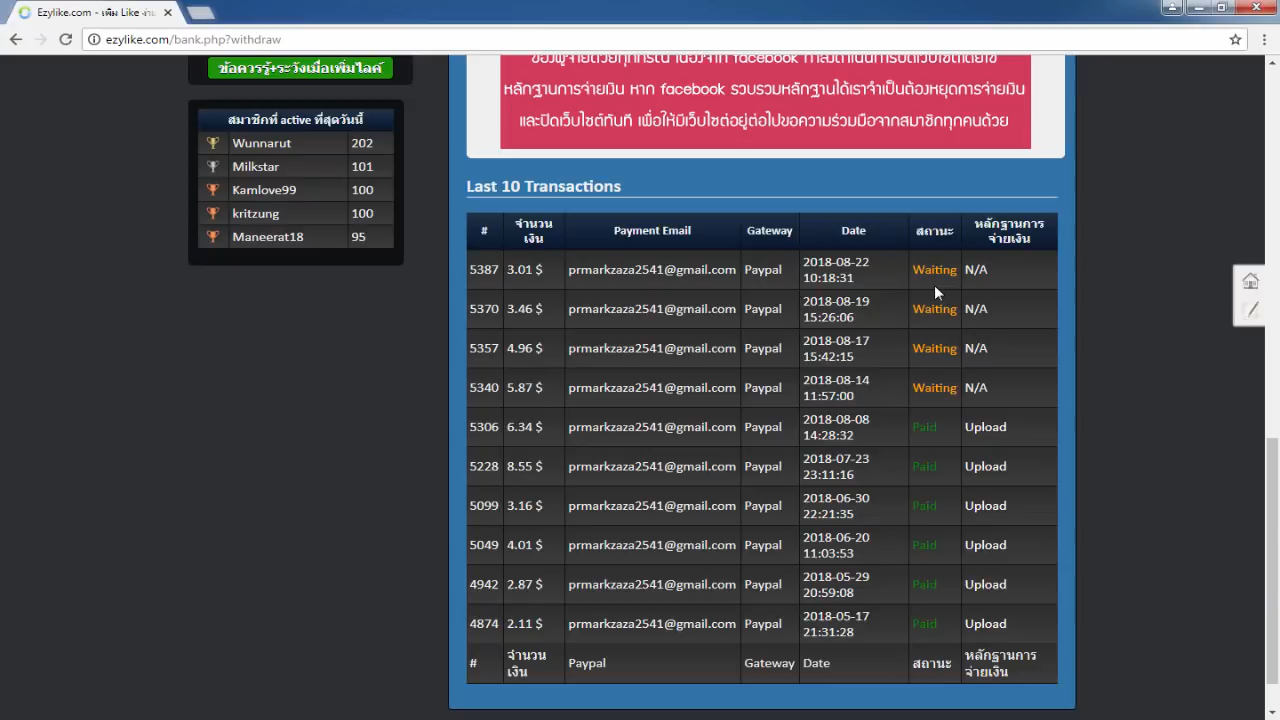 Ezylike.com - เพิ่ม Like
ezylike.com/bank.php?withdraw
ข้อควรรู้+ระวังเมื่อเพิ่มไลค์
สมาชิกที่ active ที่สุดวันนี้
Wunnarut 202
Milkstar 101
Kamlove99 100
kritzung 100
Maneerat18 95
หลักฐานการจ่ายเงิน หาก facebook รวบรวมหลักฐานได้เราจำเป็นต้องหยุดการจ่ายเงิน
และปิดเว็บไซต์ทันที เพื่อให้มีเว็บไซต์อยู่ต่อไปขอความร่วมมือจากสมาชิกทุกคนด้วย
Last 10 Transactions
# จำนวนเงิน Payment Email Gateway Date สถานะ หลักฐานการจ่ายเงิน
5387 3.01 $ prmarkzaza2541@gmail.com Paypal 2018-08-22 10:18:31 Waiting N/A
5370 3.46 $ prmarkzaza2541@gmail.com Paypal 2018-08-19 15:26:06 Waiting N/A
5357 4.96 $ prmarkzaza2541@gmail.com Paypal 2018-08-17 15:42:15 Waiting N/A
5340 5.87 $ prmarkzaza2541@gmail.com Paypal 2018-08-14 11:57:00 Waiting N/A
5306 6.34 $ prmarkzaza2541@gmail.com Paypal 2018-08-08 14:28:32 Paid Upload
5228 8.55 $ prmarkzaza2541@gmail.com Paypal 2018-07-23 23:11:16 Paid Upload
5099 3.16 $ prmarkzaza2541@gmail.com Paypal 2018-06-30 22:21:35 Paid Upload
5049 4.01 $ prmarkzaza2541@gmail.com Paypal 2018-06-20 11:03:53 Paid Upload
4942 2.87 $ prmarkzaza2541@gmail.com Paypal 2018-05-29 20:59:08 Paid Upload
4874 2.11 $ prmarkzaza2541@gmail.com Paypal 2018-05-17 21:31:28 Paid Upload
# จำนวนเงิน Paypal Gateway Date สถานะ หลักฐานการจ่ายเงิน